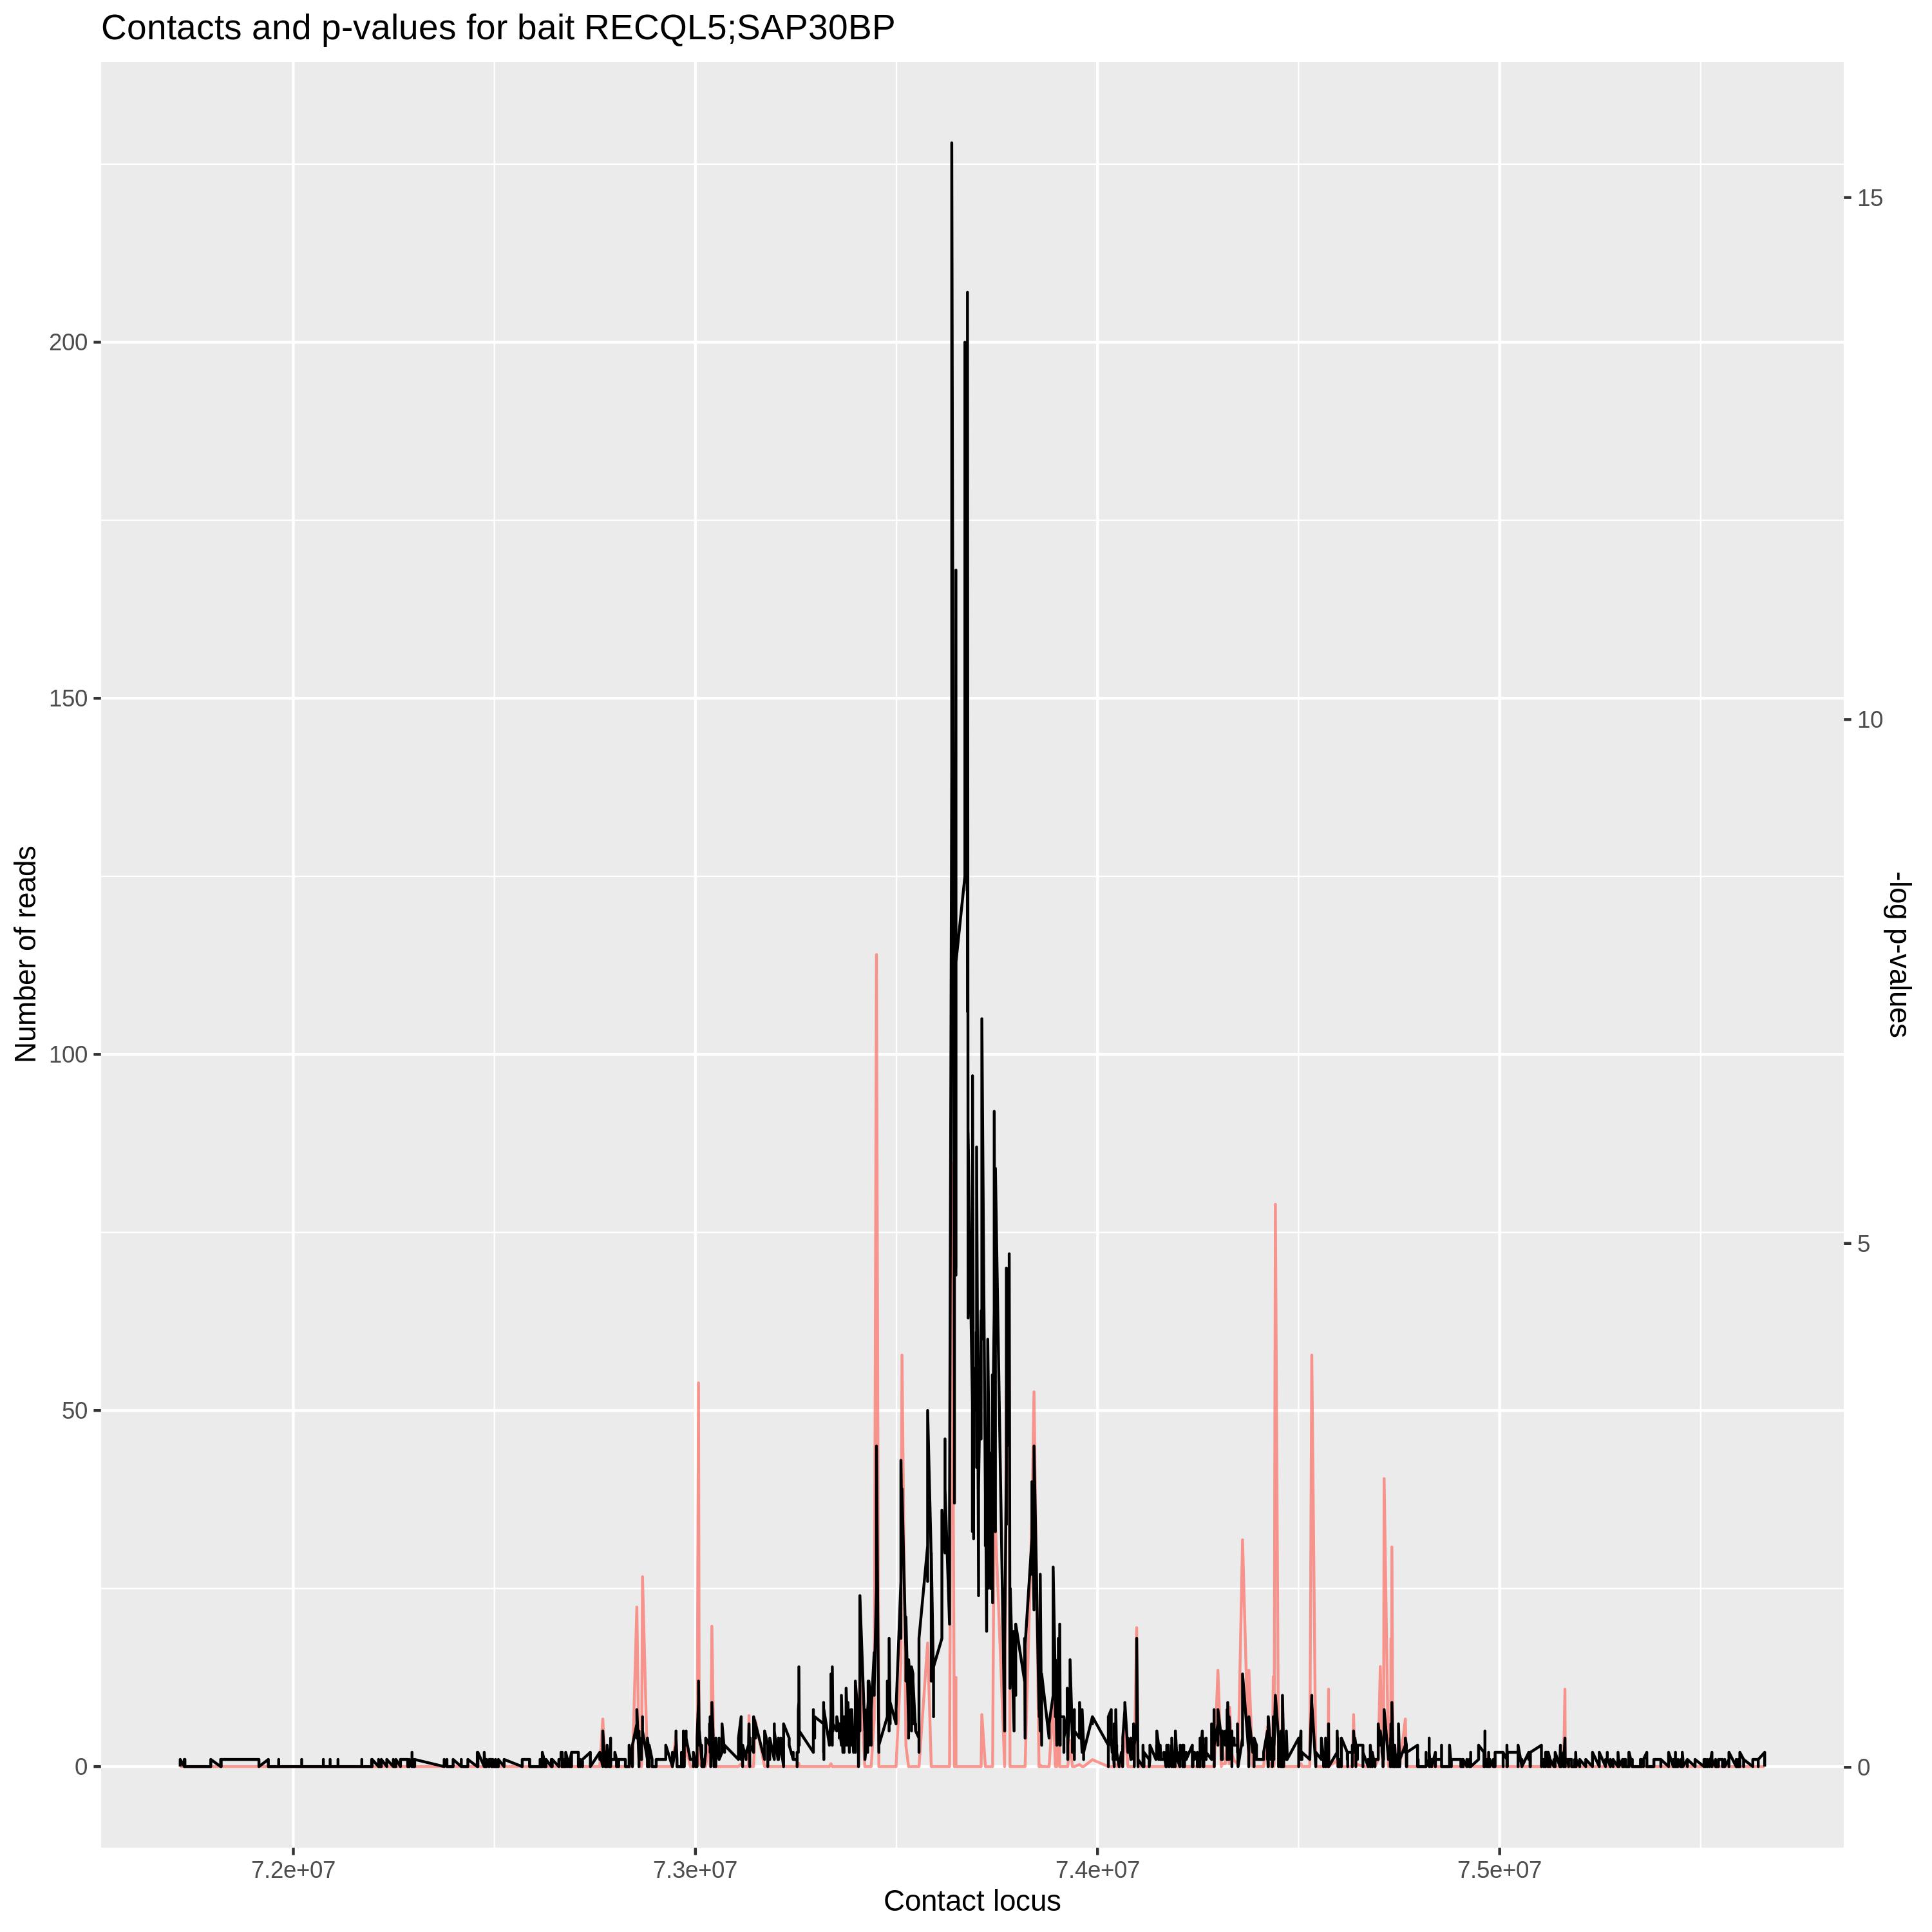 Contacts and p-values for bait RECQL5;SAP30BP
Number of reads
200
150
100
50
0
15
10
5
0
-log p-values
7.2e+07
7.3e+07
7.4e+07
7.5e+07
Contact locus